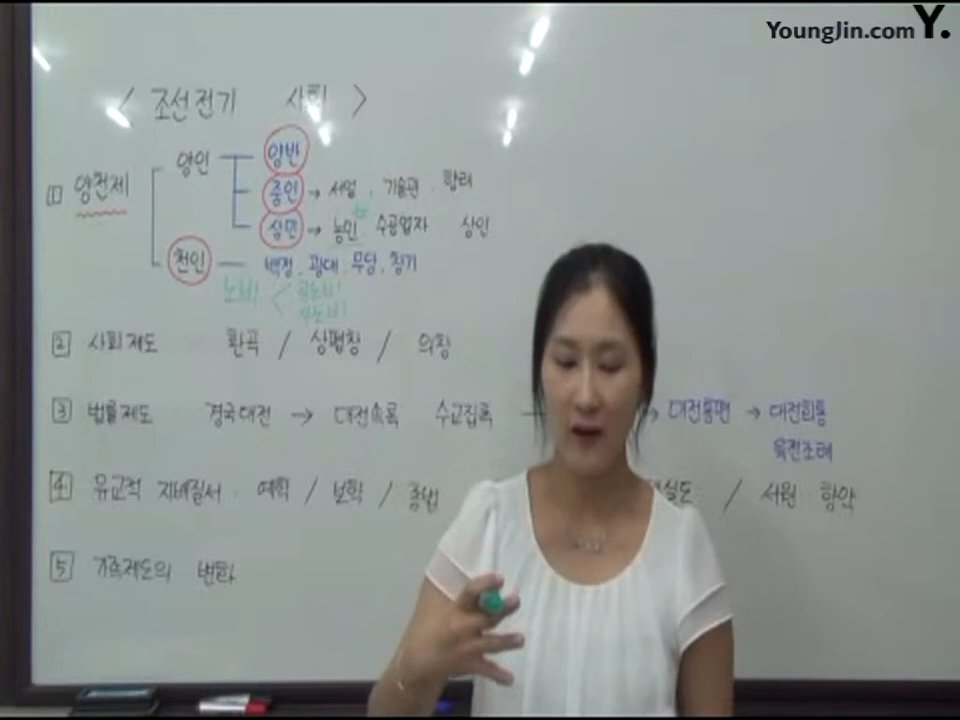 YoungJin.com Y.
< 조선전기 사회 >
양인 양반
1 양천제 중인 → 서얼 . 기술관 . 향리
상민 → 농민 . 수공업자 . 상인
천인 백정 . 광대 . 무당 . 창기
노비 < 공노비
사노비
2 사회제도 환곡 / 상평창 / 의창
3 법률제도 경국대전 → 대전속록 수교집록 → 대전통편 → 대전회통
육전조례
4 유교적 지배질서 . 예학 / 보학 / 종법 / 서원 향약
5 가족제도의 변화